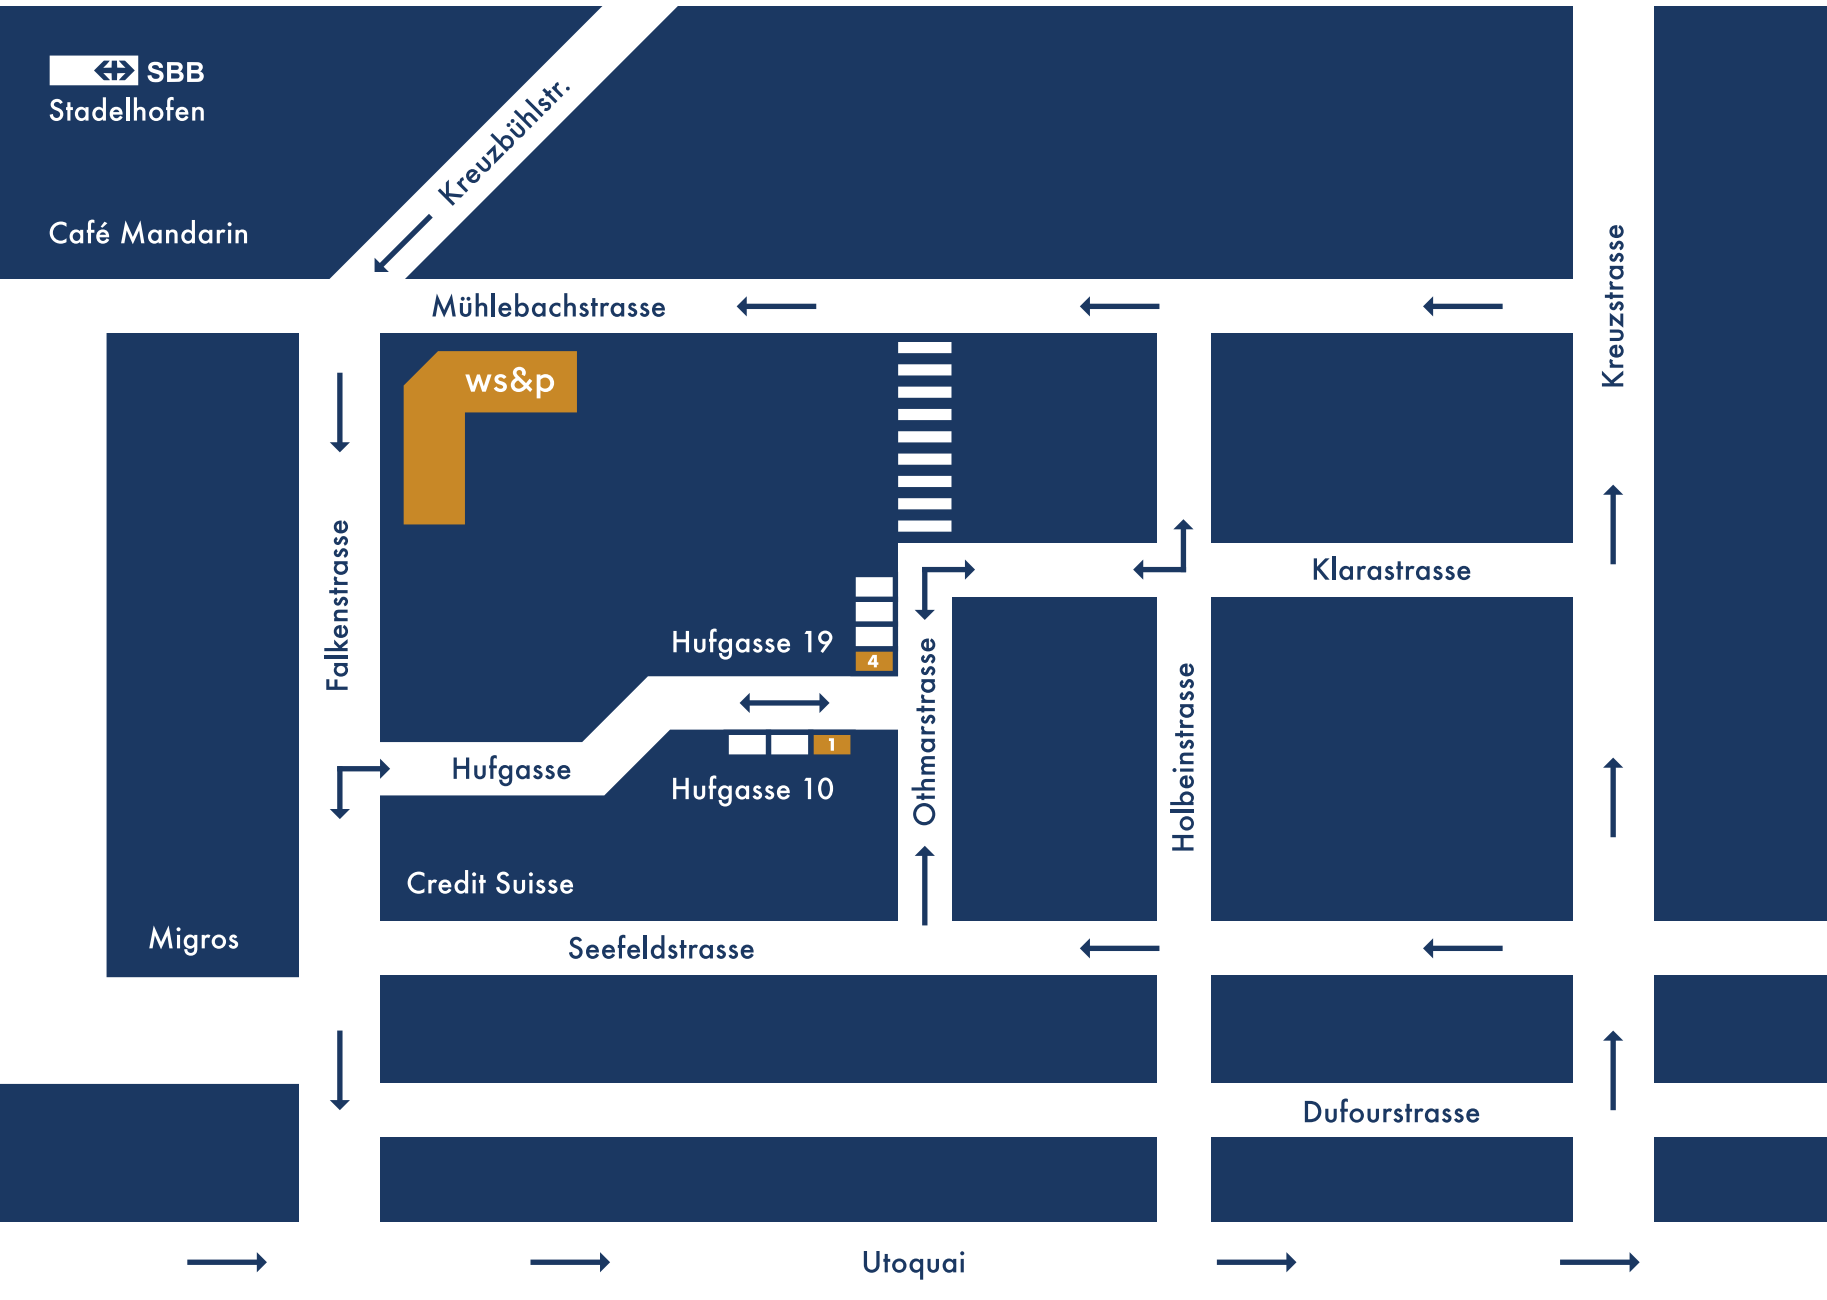 SBB
Stadelhofen
Kreuzbühlstr.
Café Mandarin
Mühlebachstrasse
Kreuzstrasse
ws&p
Falkenstrasse
Klarastrasse
Hufgasse 19
4
Othmarstrasse
Holbeinstrasse
1
Hufgasse
Hufgasse 10
Credit Suisse
Migros
Seefeldstrasse
Dufourstrasse
Utoquai